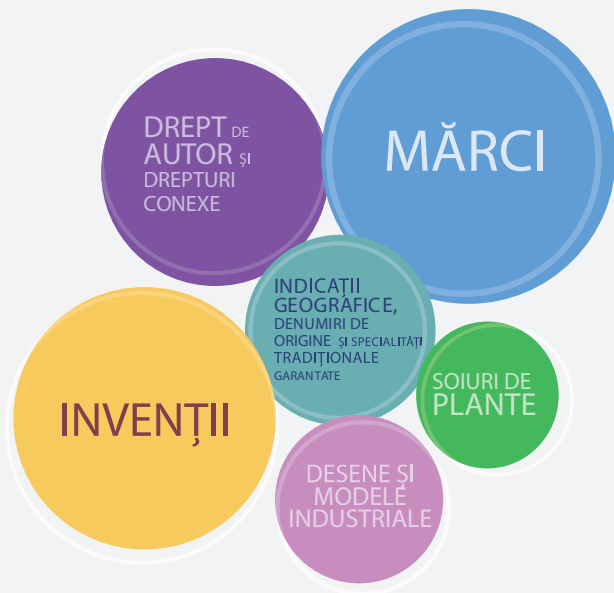 DREPT DE
AUTOR ȘI
DREPTURI
CONEXE
MĂRCI
INDICAȚII
GEOGRAFICE,
DENUMIRI DE
ORIGINE ȘI SPECIALITĂȚI
TRADIȚIONALE
GARANTATE
INVENȚII
SOIURI DE
PLANTE
DESENE ȘI
MODELE
INDUSTRIALE